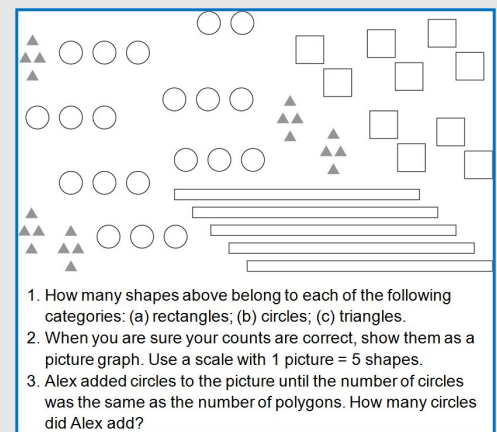 1. How many shapes above belong to each of the following
categories: (a) rectangles; (b) circles; (c) triangles.
2. When you are sure your counts are correct, show them as a
picture graph. Use a scale with 1 picture = 5 shapes.
3. Alex added circles to the picture until the number of circles
was the same as the number of polygons. How many circles
did Alex add?